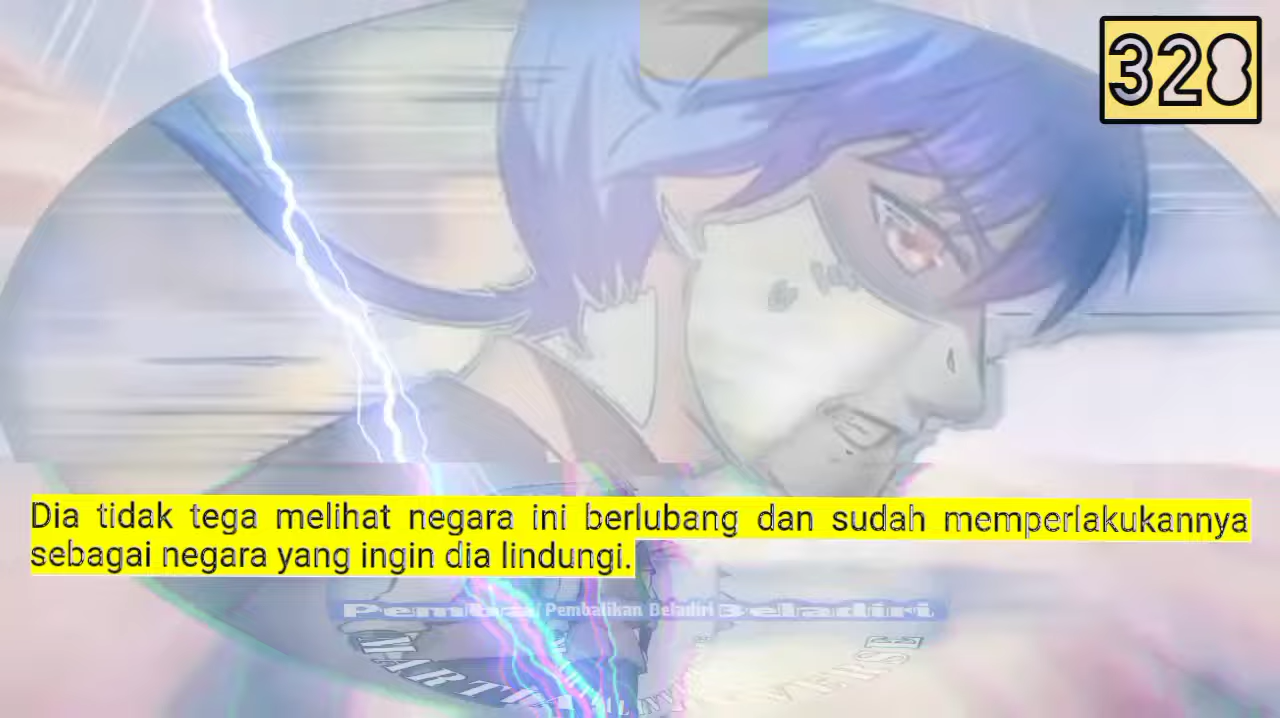 328
Dia tidak tega melihat negara ini berlubang dan sudah memperlakukannya
sebagai negara yang ingin dia lindungi.
Pembalikan Beladiri
Beladiri